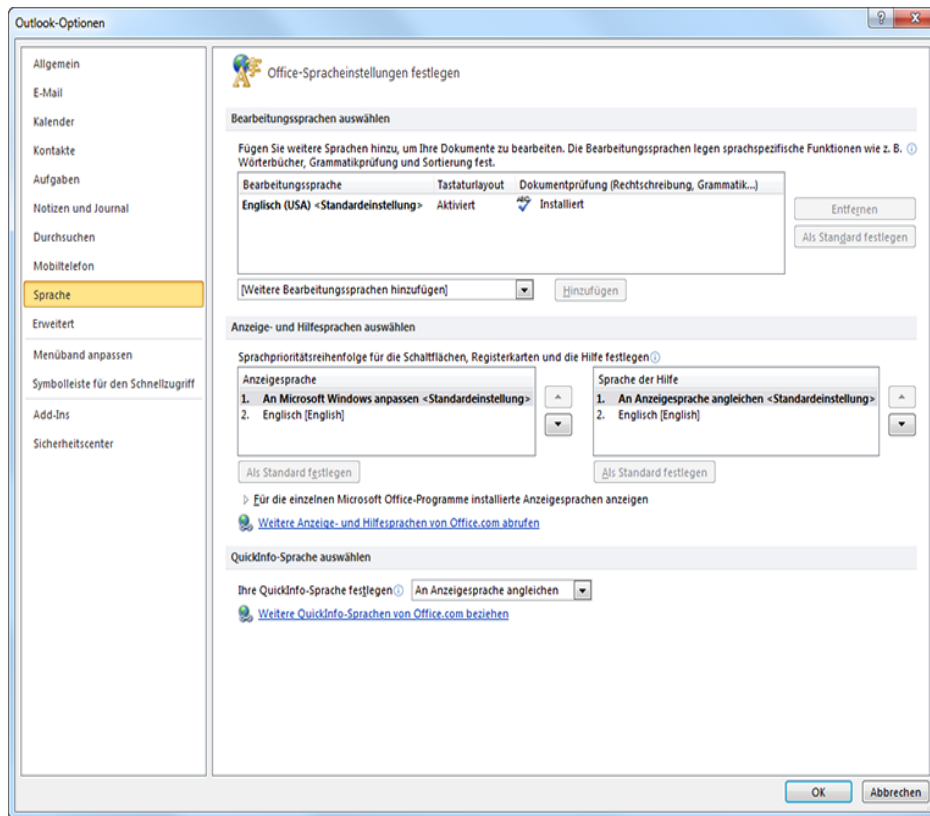 Outlook-Optionen
Allgemein
E-Mail
Kalender
Kontakte
Aufgaben
Notizen und Journal
Durchsuchen
Mobiltelefon
Sprache
Erweitert
Menüband anpassen
Symbolleiste für den Schnellzugriff
Add-Ins
Sicherheitscenter
Office-Spracheinstellungen festlegen
Bearbeitungssprachen auswählen
Fügen Sie weitere Sprachen hinzu, um Ihre Dokumente zu bearbeiten. Die Bearbeitungssprachen legen sprachspezifische Funktionen wie z. B.
Wörterbücher, Grammatikprüfung und Sortierung fest.
Bearbeitungssprache Tastaturlayout Dokumentprüfung (Rechtschreibung, Grammatik...)
Englisch (USA) <Standardeinstellung> Aktiviert Installiert
Entfernen
Als Standard festlegen
[Weitere Bearbeitungssprachen hinzufügen] Hinzufügen
Anzeige- und Hilfesprachen auswählen
Sprachprioritätsreihenfolge für die Schaltflächen, Registerkarten und die Hilfe festlegen
Anzeigesprache
1. An Microsoft Windows anpassen <Standardeinstellung>
2. Englisch [English]
Als Standard festlegen
Sprache der Hilfe
1. An Anzeigesprache angleichen <Standardeinstellung>
2. Englisch [English]
Als Standard festlegen
Für die einzelnen Microsoft Office-Programme installierte Anzeigesprachen anzeigen
Weitere Anzeige- und Hilfesprachen von Office.com abrufen
QuickInfo-Sprache auswählen
Ihre QuickInfo-Sprache festlegen An Anzeigesprache angleichen
Weitere QuickInfo-Sprachen von Office.com beziehen
OK Abbrechen